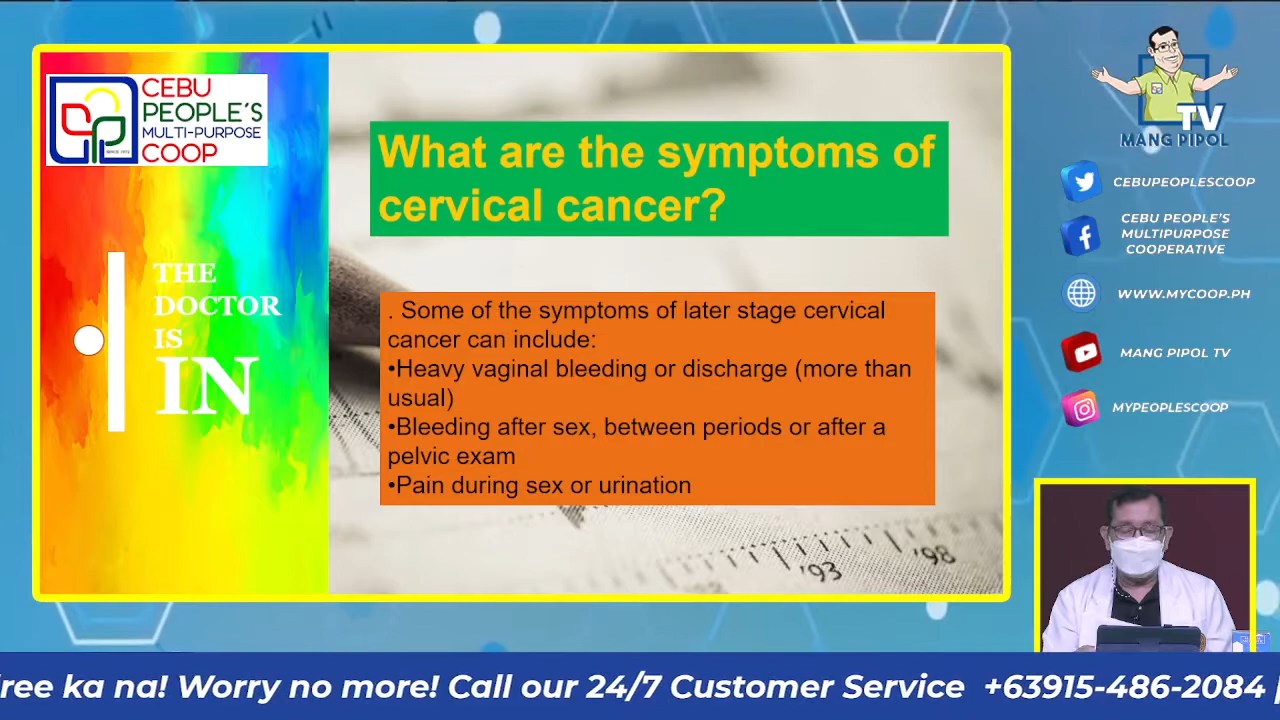 CEBU
PEOPLE'S
MULTI-PURPOSE
COOP
SINCE 1972
THE
DOCTOR
IS
IN
What are the symptoms of
cervical cancer?
. Some of the symptoms of later stage cervical
cancer can include:
•Heavy vaginal bleeding or discharge (more than
usual)
•Bleeding after sex, between periods or after a
pelvic exam
•Pain during sex or urination
'93
'98
TV
MANG PIPOL
CEBUPEOPLESCOOP
CEBU PEOPLE'S
MULTIPURPOSE
COOPERATIVE
WWW.MYCOOP.PH
MANG PIPOL TV
MYPEOPLESCOOP
ree ka na! Worry no more! Call our 24/7 Customer Service +63915-486-2084